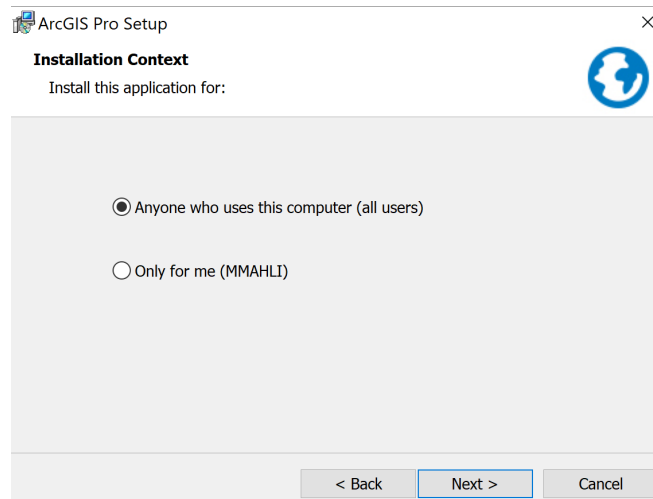 ArcGIS Pro Setup
Installation Context
Install this application for:
Anyone who uses this computer (all users)
Only for me (MMAHLI)
< Back
Next >
Cancel